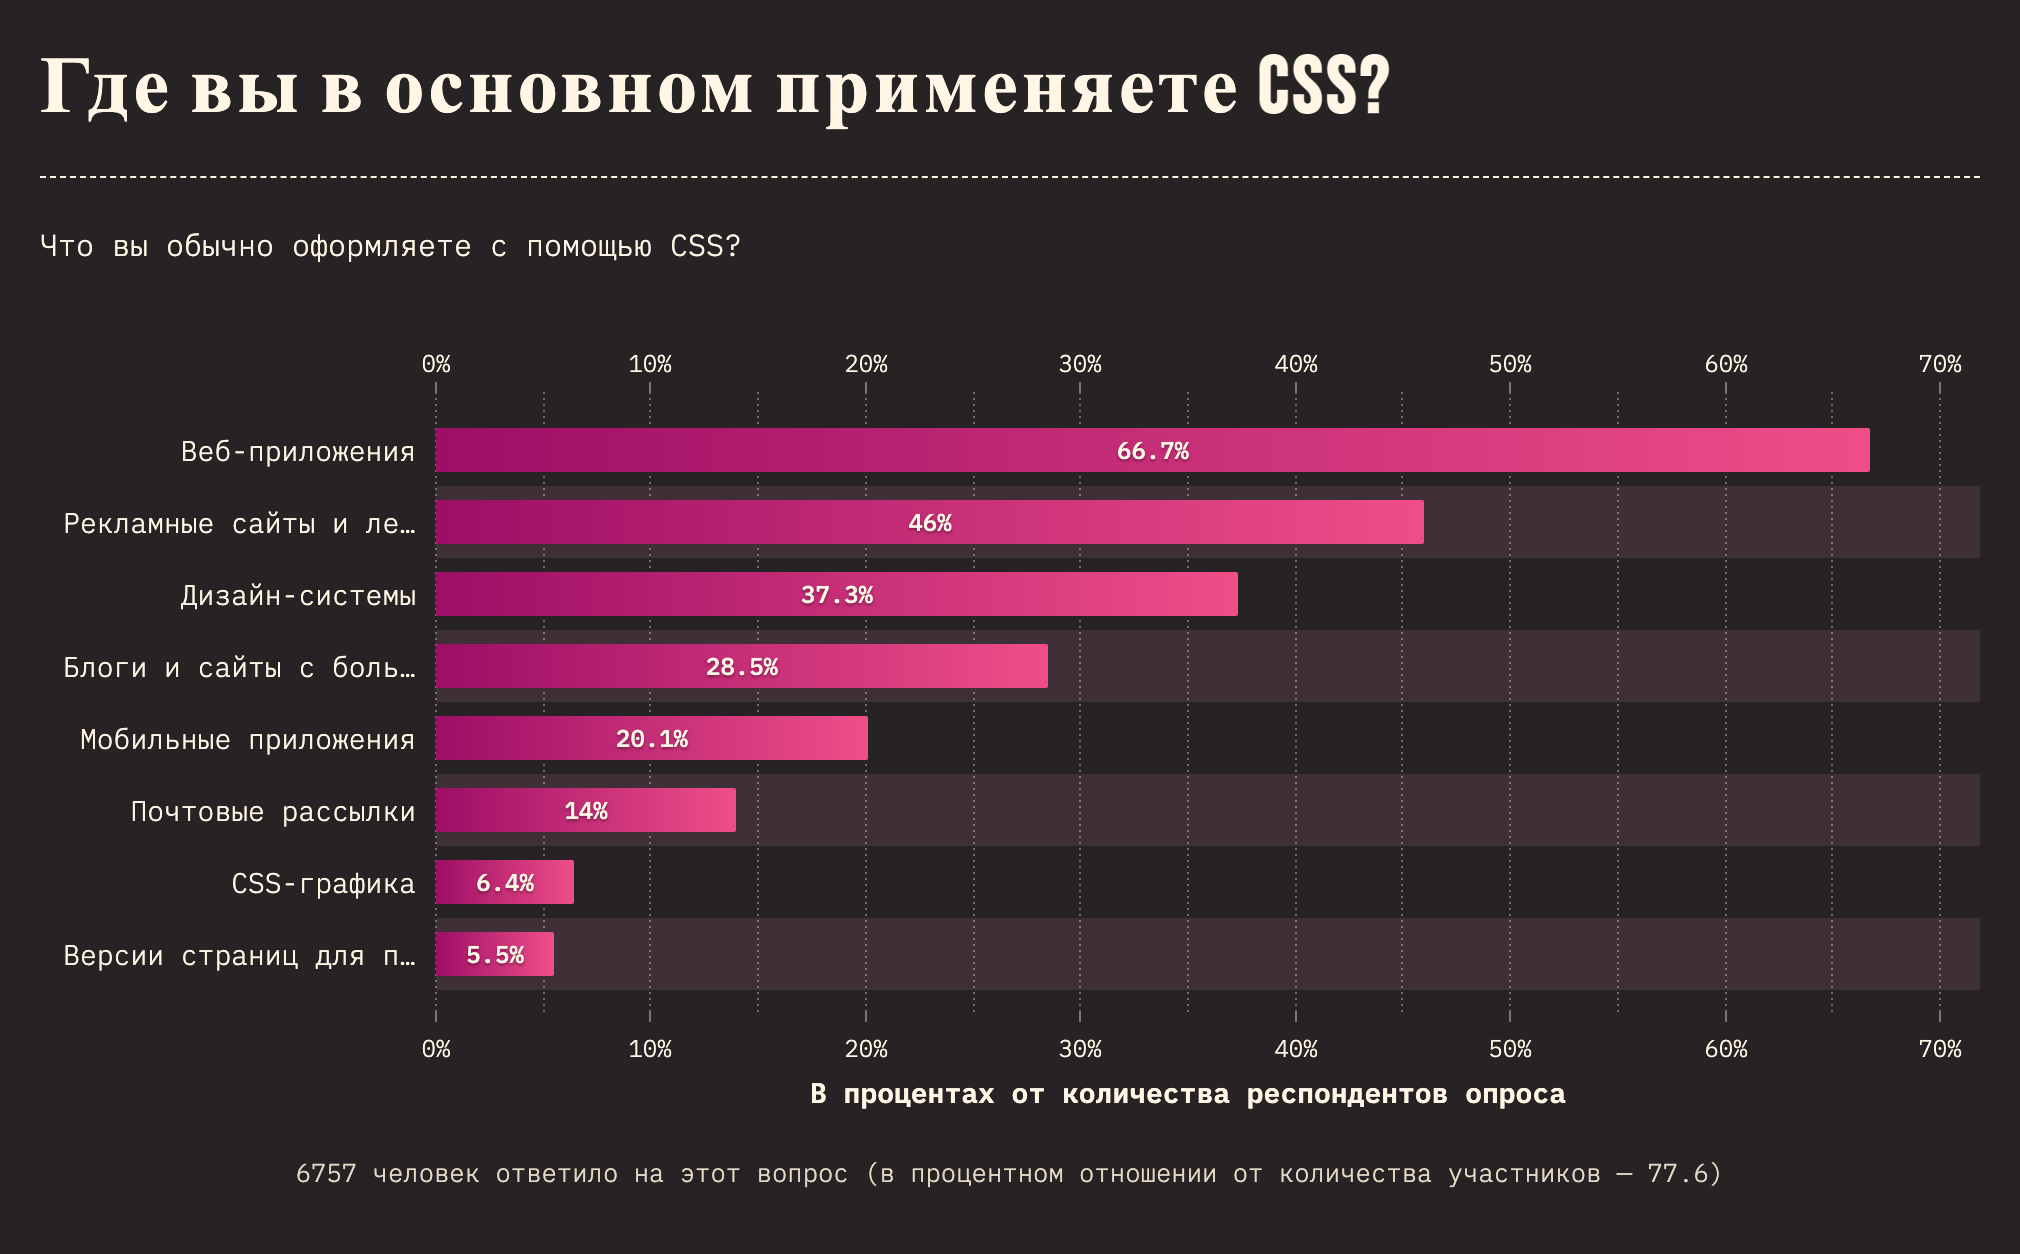 Где вы в основном применяете CSS?
Что вы обычно оформляете с помощью CSS?
0% 10% 20% 30% 40% 50% 60% 70%
Веб-приложения 66.7%
Рекламные сайты и ле… 46%
Дизайн-системы 37.3%
Блоги и сайты с боль… 28.5%
Мобильные приложения 20.1%
Почтовые рассылки 14%
CSS-графика 6.4%
Версии страниц для п… 5.5%
0% 10% 20% 30% 40% 50% 60% 70%
В процентах от количества респондентов опроса
6757 человек ответило на этот вопрос (в процентном отношении от количества участников — 77.6)